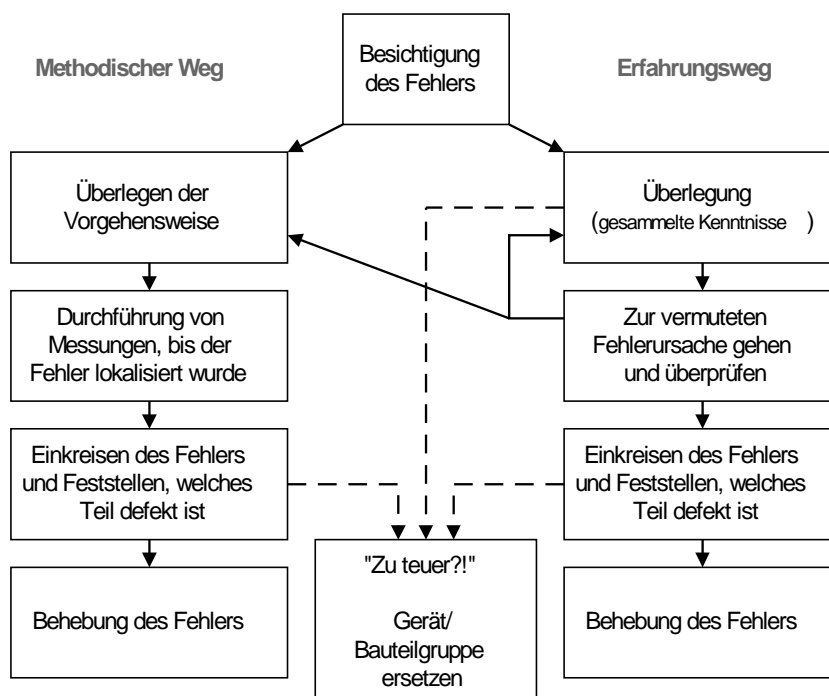 Methodischer Weg
Besichtigung
des Fehlers
Erfahrungsweg
Überlegen der
Vorgehensweise
Überlegung
(gesammelte Kenntnisse )
Durchführung von
Messungen, bis der
Fehler lokalisiert wurde
Zur vermuteten
Fehlerursache gehen
und überprüfen
Einkreisen des Fehlers
und Feststellen, welches
Teil defekt ist
Einkreisen des Fehlers
und Feststellen, welches
Teil defekt ist
Behebung des Fehlers
"Zu teuer?!"
Gerät/
Bauteilgruppe
ersetzen
Behebung des Fehlers